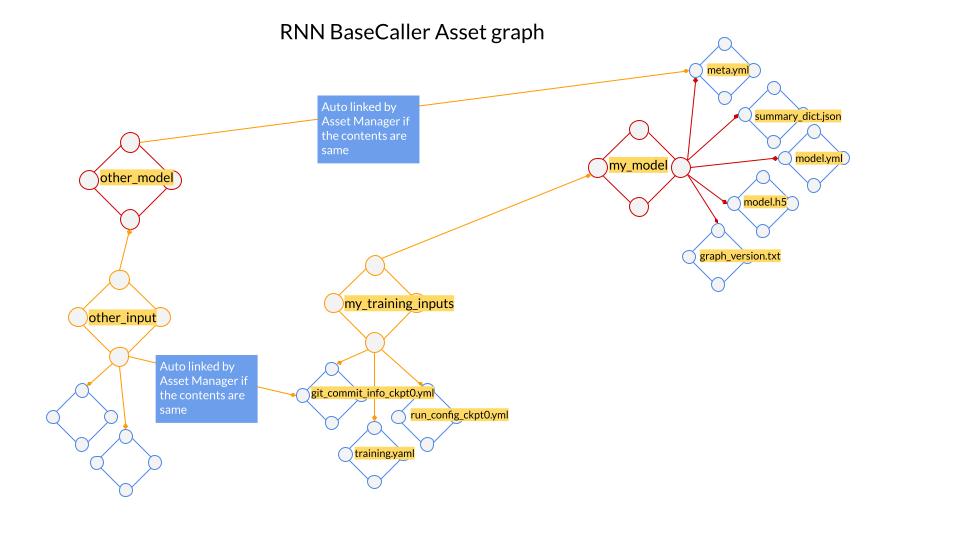 RNN BaseCaller Asset graph
meta.yml
Auto linked by
Asset Manager if
the contents are
same
summary_dict.json
model.yml
my_model
other_model
model.h5
graph_version.txt
my_training_inputs
other_input
Auto linked by
Asset Manager if
the contents are
same
git_commit_info_ckpt0.yml
run_config_ckpt0.yml
training.yaml